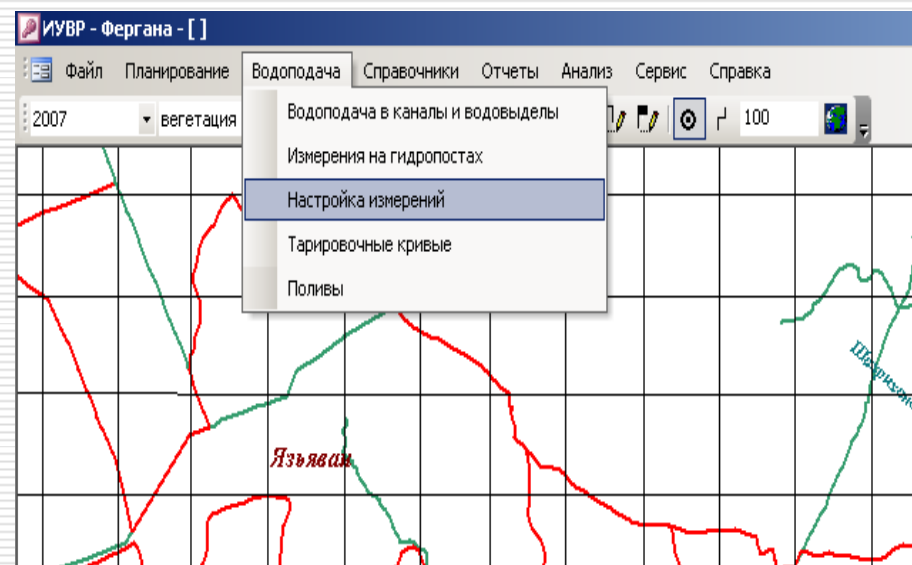 ИУВР - Фергана - [ ]
Файл Планирование Водоподача Справочники Отчеты Анализ Сервис Справка
2007 вегетация 100
Водоподача в каналы и водовыделы
Измерения на гидропостах
Настройка измерений
Тарировочные кривые
Поливы
Язъяван